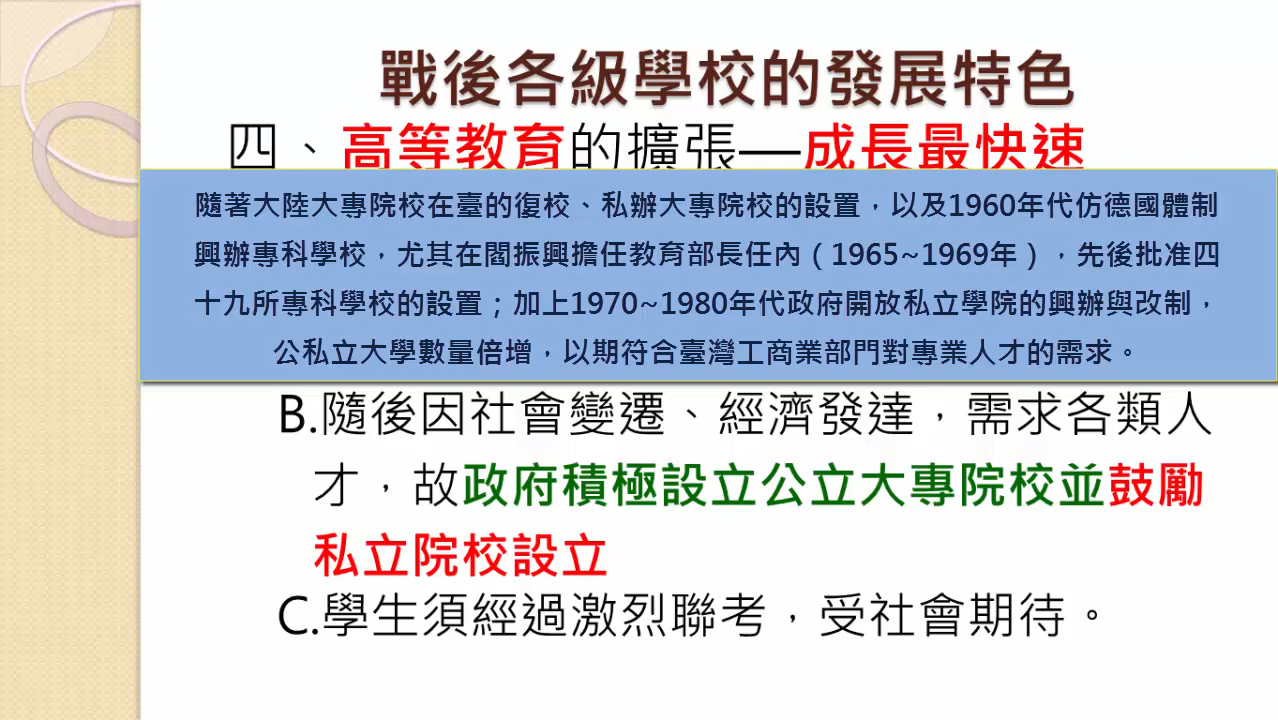 戰後各級學校的發展特色
四、高等教育的擴張—成長最快速
隨著大陸大專院校在臺的復校、私辦大專院校的設置，以及1960年代仿德國體制
興辦專科學校，尤其在閻振興擔任教育部長任內（1965~1969年），先後批准四
十九所專科學校的設置；加上1970~1980年代政府開放私立學院的興辦與改制，
公私立大學數量倍增，以期符合臺灣工商業部門對專業人才的需求。
B.隨後因社會變遷、經濟發達，需求各類人
才，故政府積極設立公立大專院校並鼓勵
私立院校設立
C.學生須經過激烈聯考，受社會期待。